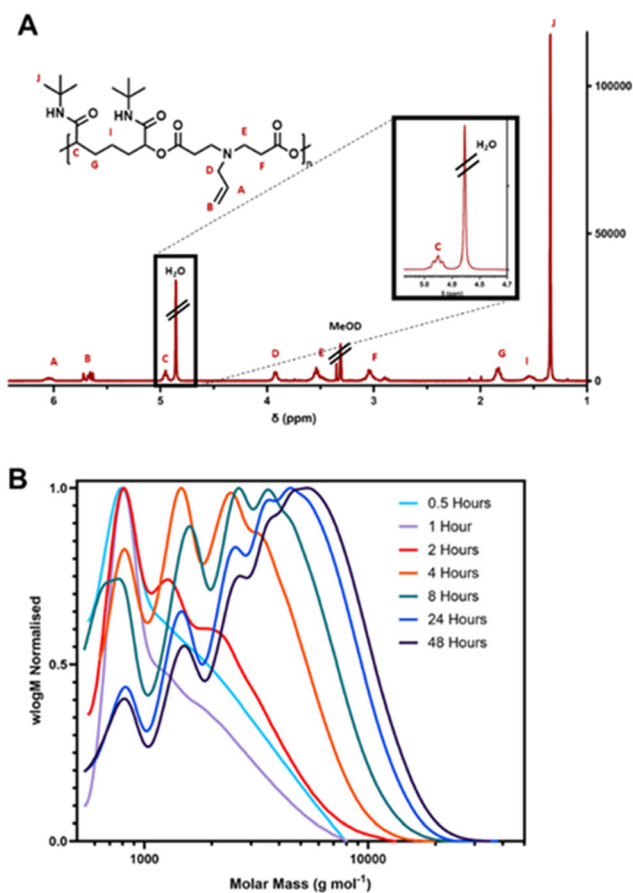 A
J
I
HN
O
HN
O
C
G
O
O
O
N
E
F
O
O
n
D
A
B
H₂O
C
5.0
4.9
4.8
4.7
δ (ppm)
J
100000
50000
0
H₂O
MeOD
A
B
C
D
E
F
G
I
6
5
4
3
2
1
δ (ppm)
B
wlogM Normalised
1.0
0.5
0.0
0.5 Hours
1 Hour
2 Hours
4 Hours
8 Hours
24 Hours
48 Hours
1000
10000
Molar Mass (g mol⁻¹)